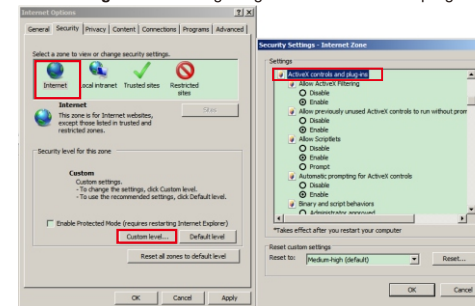 Internet Options
General Security Privacy Content Connections Programs Advanced
Select a zone to view or change security settings.
Internet Local intranet Trusted sites Restricted sites
Internet
This zone is for Internet websites,
except those listed in trusted and
restricted zones.
Sites
Security level for this zone
Custom
Custom settings.
- To change the settings, click Custom level.
- To use the recommended settings, click Default level.
Enable Protected Mode (requires restarting Internet Explorer)
Custom level... Default level
Reset all zones to default level
OK Cancel Apply
Security Settings - Internet Zone
Settings
ActiveX controls and plug-ins
Allow ActiveX Filtering
Disable
Enable
Allow previously unused ActiveX controls to run without prom
Disable
Enable
Allow Scriptlets
Disable
Enable
Prompt
Automatic prompting for ActiveX controls
Disable
Enable
Binary and script behaviors
Administrator approved
*Takes effect after you restart your computer
Reset custom settings
Reset to: Medium-high (default) Reset...
OK Cancel